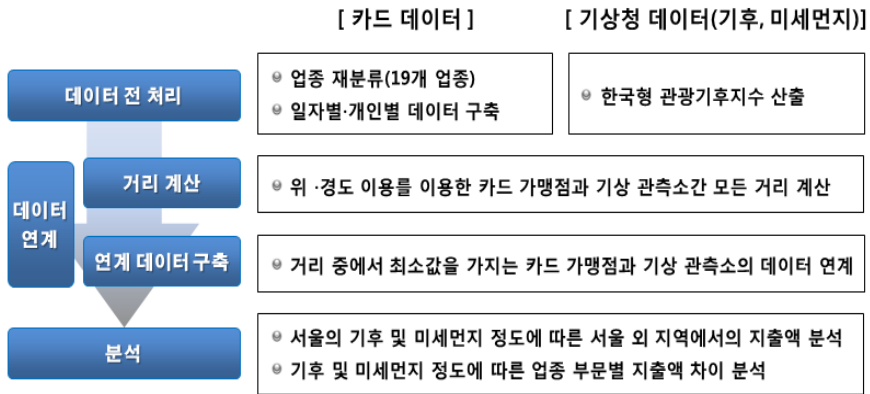 [ 카드 데이터 ]
[ 기상청 데이터(기후, 미세먼지)]
데이터 전 처리
업종 재분류(19개 업종)
일자별·개인별 데이터 구축
한국형 관광기후지수 산출
데이터
연계
거리 계산
위 ·경도 이용를 이용한 카드 가맹점과 기상 관측소간 모든 거리 계산
연계 데이터 구축
거리 중에서 최소값을 가지는 카드 가맹점과 기상 관측소의 데이터 연계
분석
서울의 기후 및 미세먼지 정도에 따른 서울 외 지역에서의 지출액 분석
기후 및 미세먼지 정도에 따른 업종 부문별 지출액 차이 분석